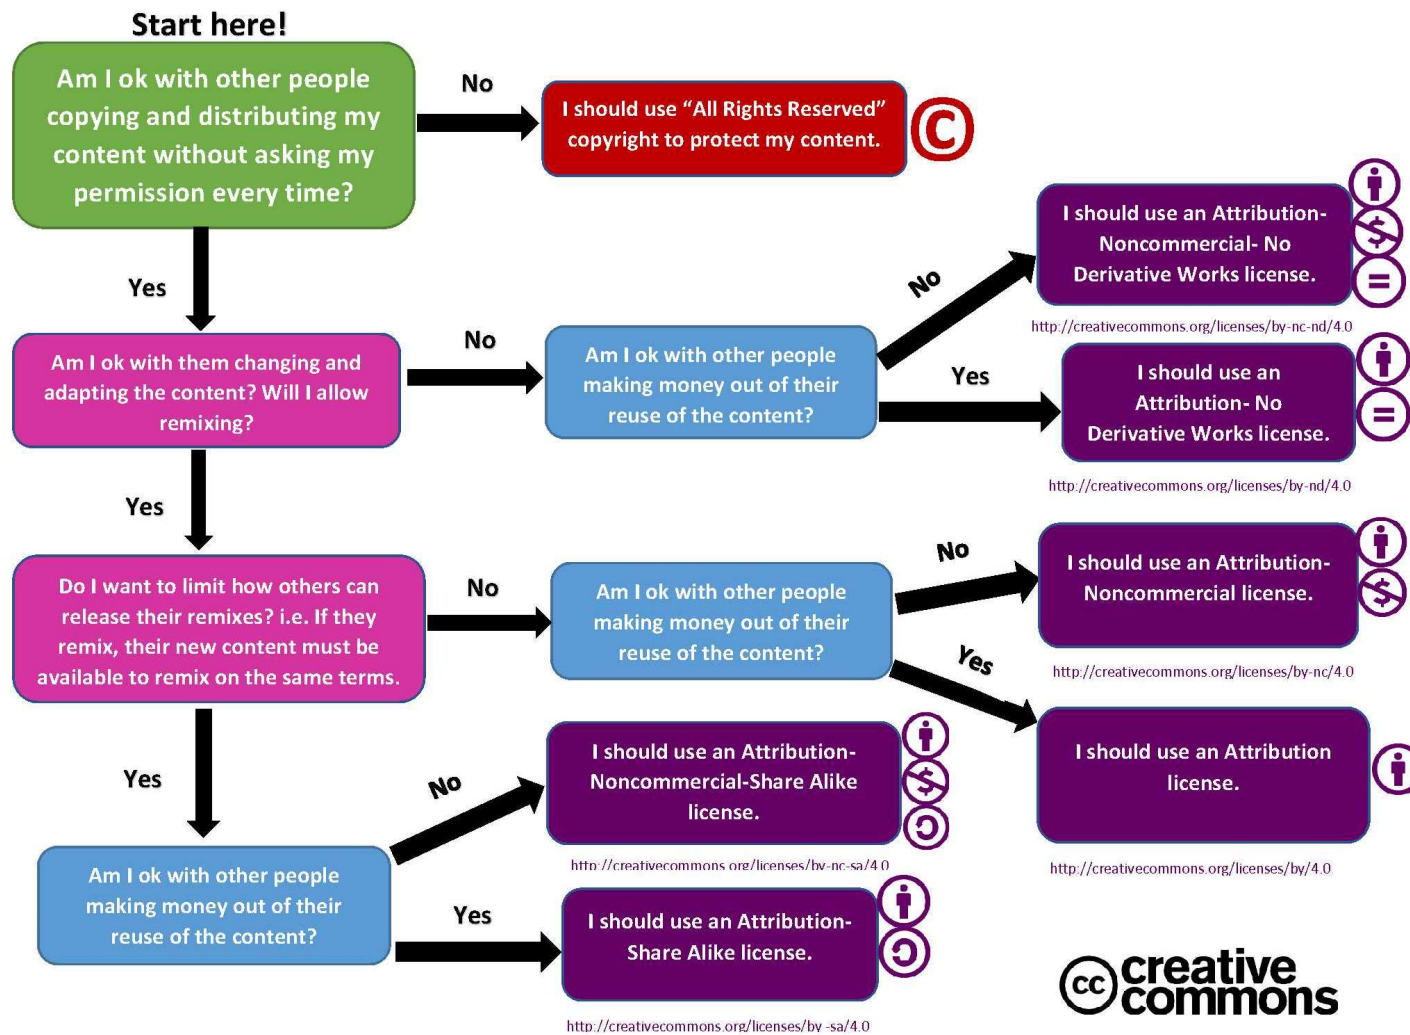 Start here!
Am I ok with other people
copying and distributing my
content without asking my
permission every time?
No
I should use “All Rights Reserved”
copyright to protect my content.
©
Yes
Am I ok with them changing and
adapting the content? Will I allow
remixing?
No
Am I ok with other people
making money out of their
reuse of the content?
No
I should use an Attribution-
Noncommercial- No
Derivative Works license.
$
=
http://creativecommons.org/licenses/by-nc-nd/4.0
Yes
I should use an
Attribution- No
Derivative Works license.
=
http://creativecommons.org/licenses/by-nd/4.0
Yes
Do I want to limit how others can
release their remixes? i.e. If they
remix, their new content must be
available to remix on the same terms.
No
Am I ok with other people
making money out of their
reuse of the content?
No
I should use an Attribution-
Noncommercial license.
$
http://creativecommons.org/licenses/by-nc/4.0
Yes
I should use an Attribution
license.
http://creativecommons.org/licenses/by/4.0
Yes
Am I ok with other people
making money out of their
reuse of the content?
No
I should use an Attribution-
Noncommercial-Share Alike
license.
$
http://creativecommons.org/licenses/by-nc-sa/4.0
Yes
I should use an Attribution-
Share Alike license.
http://creativecommons.org/licenses/by -sa/4.0
cc creative
commons